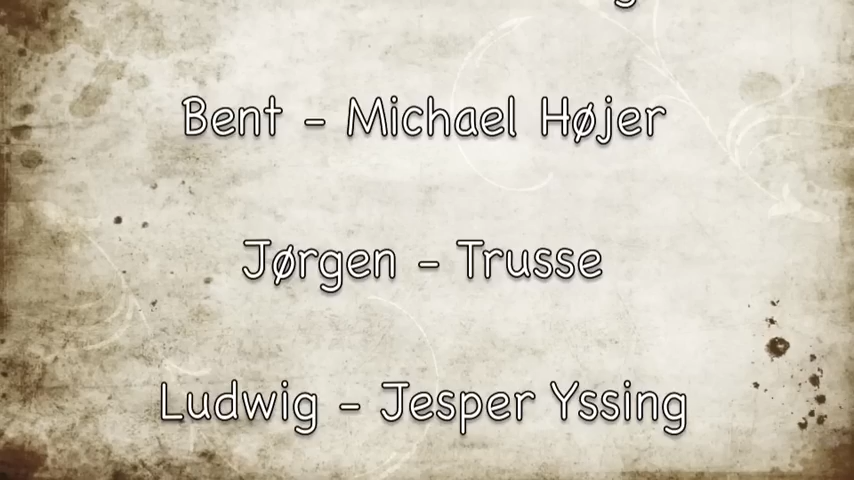 Bent - Michael Højer
Jørgen - Trusse
Ludwig - Jesper Yssing